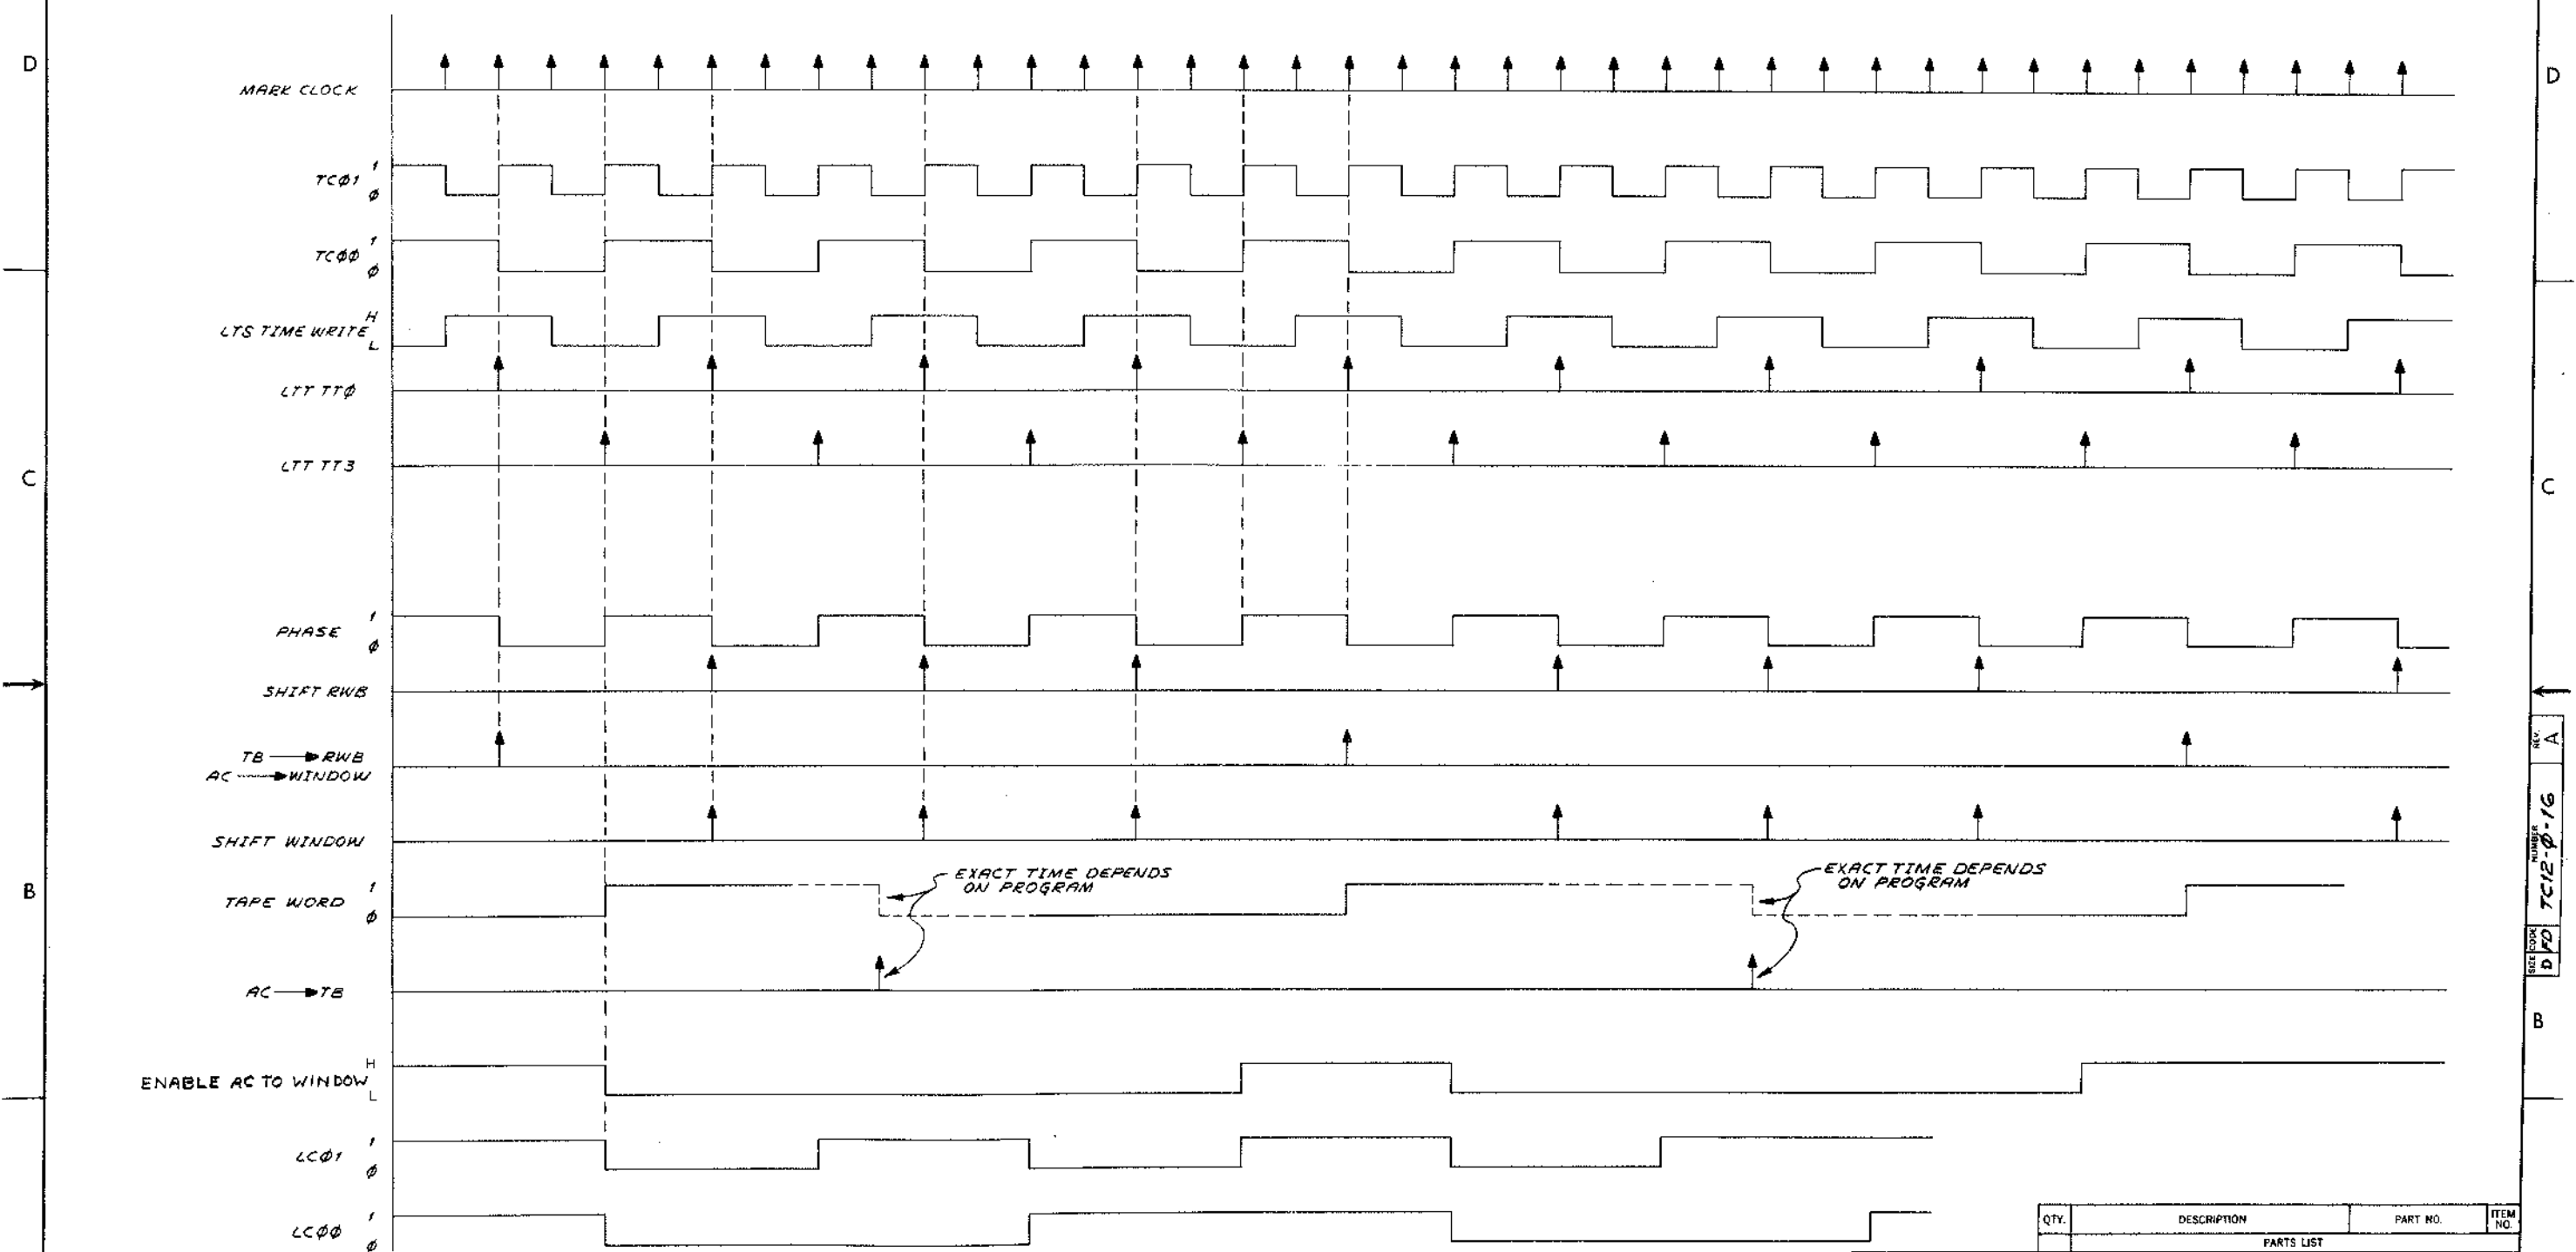 D
D
MARK CLOCK
TCØ1
1
Ø
TCØØ
1
Ø
LTS TIME WRITE
H
L
LTT TTØ
LTT TT3
C
C
PHASE
1
Ø
SHIFT RWB
TB → RWB
AC → WINDOW
SHIFT WINDOW
EXACT TIME DEPENDS
ON PROGRAM
EXACT TIME DEPENDS
ON PROGRAM
TAPE WORD
1
Ø
B
AC → TB
B
ENABLE AC TO WINDOW
H
L
LCØ1
1
Ø
LCØØ
1
Ø
REV.
A
NUMBER
TC12-Ø-16
SIZE CODE
D FD
QTY. DESCRIPTION PART NO. ITEM NO.
PARTS LIST